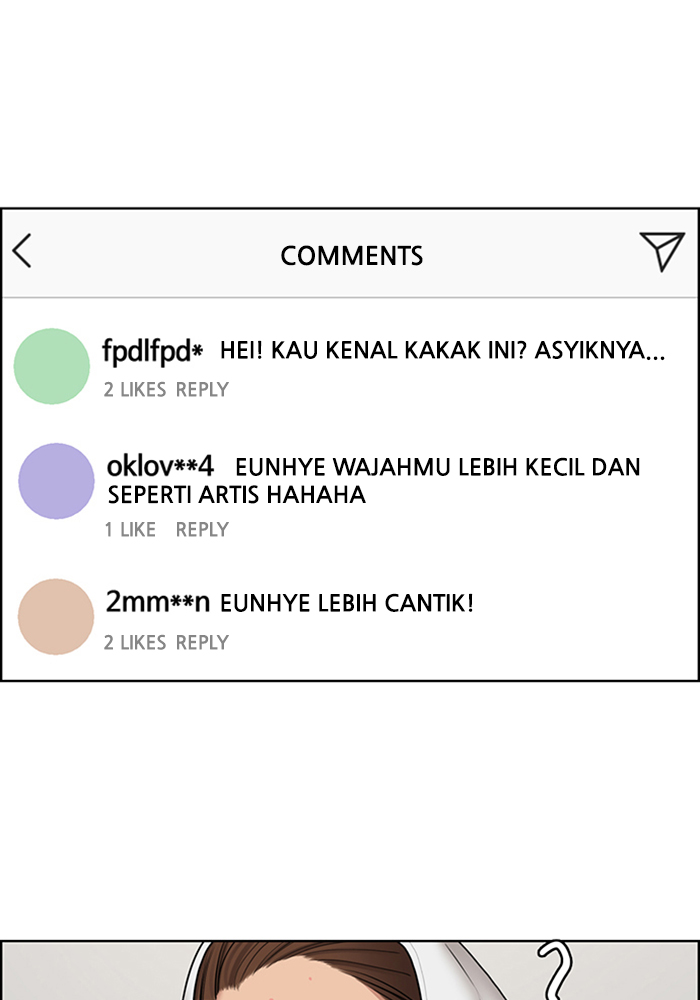 COMMENTS
fpdlfpd* HEI! KAU KENAL KAKAK INI? ASYIKNYA...
2 LIKES REPLY
oklov**4 EUNHYE WAJAHMU LEBIH KECIL DAN
SEPERTI ARTIS HAHAHA
1 LIKE REPLY
2mm**n EUNHYE LEBIH CANTIK!
2 LIKES REPLY